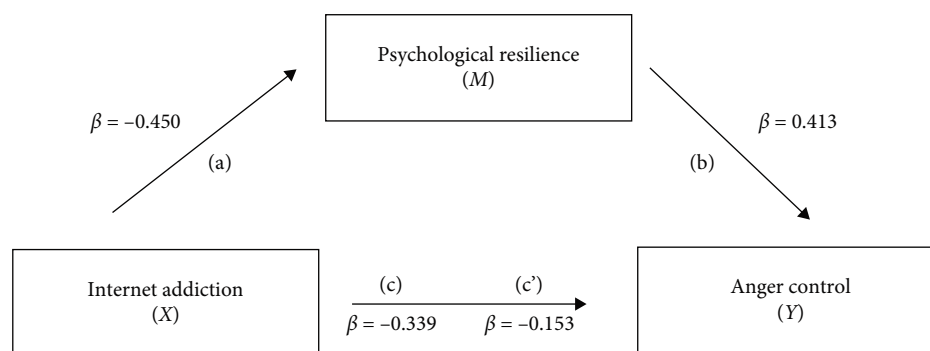 Psychological resilience
(M)
β = –0.450
β = 0.413
(a)
(b)
Internet addiction
(X)
(c)
(c’)
β = –0.339
β = –0.153
Anger control
(Y)